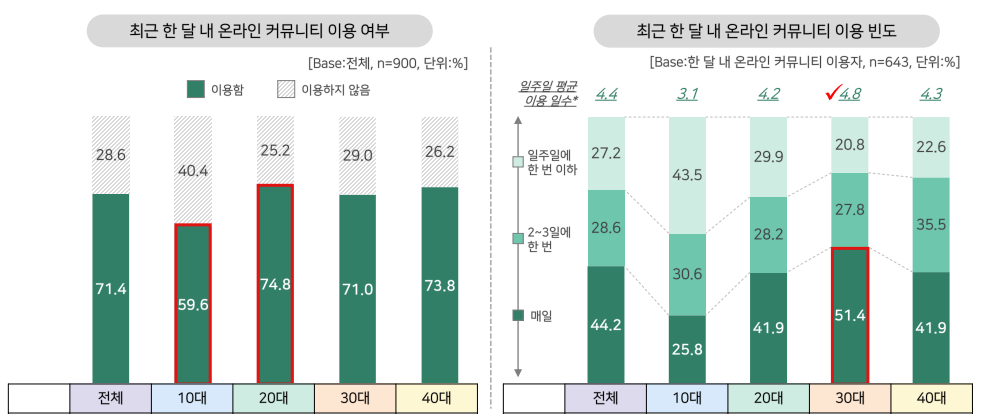 최근 한 달 내 온라인 커뮤니티 이용 여부
[Base:전체, n=900, 단위:%]
이용함 이용하지 않음
28.6 40.4 25.2 29.0 26.2
71.4 59.6 74.8 71.0 73.8
전체 10대 20대 30대 40대
최근 한 달 내 온라인 커뮤니티 이용 빈도
[Base:한 달 내 온라인 커뮤니티 이용자, n=643, 단위:%]
일주일 평균
이용 일수*
4.4 3.1 4.2 4.8 4.3
일주일에
한 번 이하
27.2 43.5 29.9 20.8 22.6
2~3일에
한 번
28.6 30.6 28.2 27.8 35.5
매일
44.2 25.8 41.9 51.4 41.9
전체 10대 20대 30대 40대